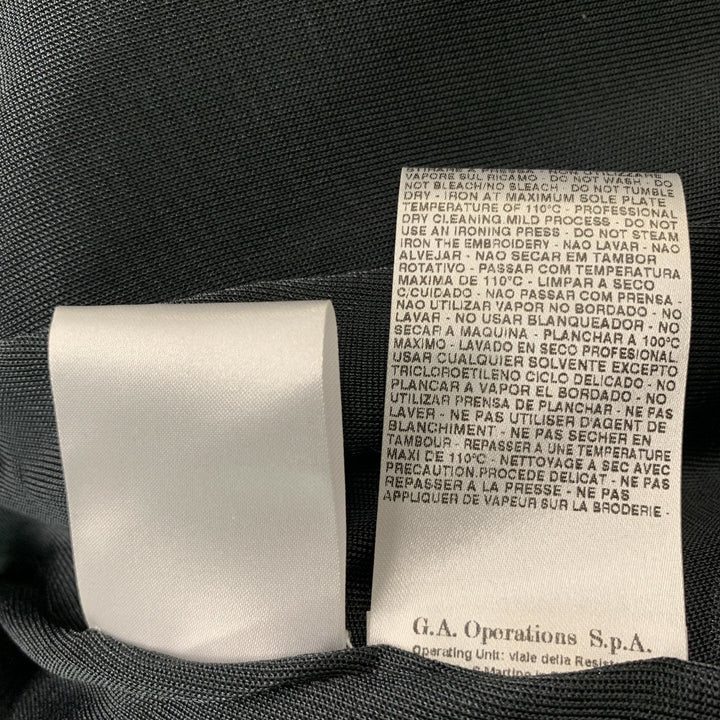 STIRARE A PRESSA - NON UTILIZZARE
VAPORE SUL RICAMO - DO NOT WASH - DO
NOT BLEACH/NO BLEACH - DO NOT TUMBLE
DRY - IRON AT MAXIMUM SOLE PLATE
TEMPERATURE OF 110°C - PROFESSIONAL
DRY CLEANING.MILD PROCESS - DO NOT
USE AN IRONING PRESS - DO NOT STEAM
IRON THE EMBROIDERY - NAO LAVAR - NAO
ALVEJAR - NAO SECAR EM TAMBOR
ROTATIVO - PASSAR COM TEMPERATURA
MAXIMA DE 110°C - LIMPAR A SECO
C/CUIDADO - NAO PASSAR COM PRENSA -
NAO UTILIZAR VAPOR NO BORDADO - NO
LAVAR - NO USAR BLANQUEADOR - NO
SECAR A MAQUINA - PLANCHAR A 100°C
MAXIMO - LAVADO EN SECO PROFESIONAL
USAR CUALQUIER SOLVENTE EXCEPTO
TRICLOROETILENO CICLO DELICADO - NO
PLANCAR A VAPOR EL BORDADO - NO
UTILIZAR PRENSA DE PLANCHAR - NE PAS
LAVER - NE PAS UTILISER D'AGENT DE
BLANCHIMENT - NE PAS SECHER EN
TAMBOUR - REPASSER A UNE TEMPERATURE
MAXI DE 110°C - NETTOYAGE A SEC AVEC
PRECAUTION.PROCEDE DELICAT - NE PAS
REPASSER A LA PRESSE - NE PAS
APPLIQUER DE VAPEUR SUR LA BRODERIE -
G.A. Operations S.p.A.
Operating Unit: viale della Resist
Martino in